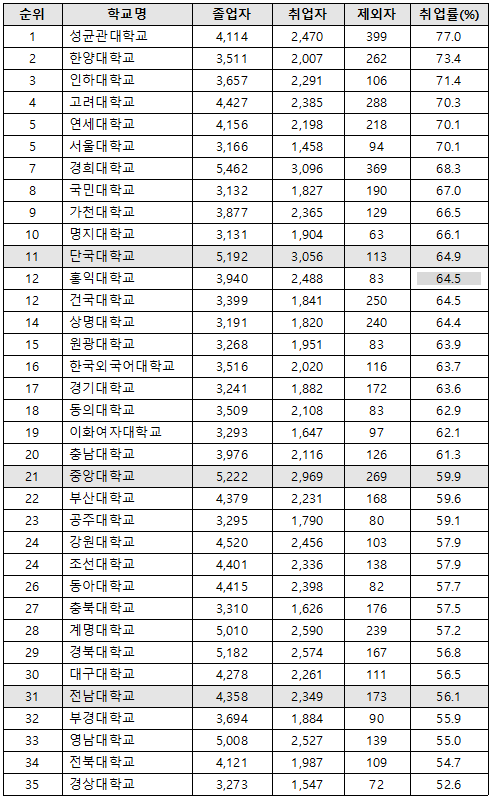 순위 학교명 졸업자 취업자 제외자 취업률(%)
1 성균관대학교 4,114 2,470 399 77.0
2 한양대학교 3,511 2,007 262 73.4
3 인하대학교 3,657 2,291 106 71.4
4 고려대학교 4,427 2,385 288 70.3
5 연세대학교 4,156 2,198 218 70.1
5 서울대학교 3,166 1,458 94 70.1
7 경희대학교 5,462 3,096 369 68.3
8 국민대학교 3,132 1,827 190 67.0
9 가천대학교 3,877 2,365 129 66.5
10 명지대학교 3,131 1,904 63 66.1
11 단국대학교 5,192 3,056 113 64.9
12 홍익대학교 3,940 2,488 83 64.5
12 건국대학교 3,399 1,841 250 64.5
14 상명대학교 3,191 1,820 240 64.4
15 원광대학교 3,268 1,951 83 63.9
16 한국외국어대학교 3,516 2,020 116 63.7
17 경기대학교 3,241 1,882 172 63.6
18 동의대학교 3,509 2,108 83 62.9
19 이화여자대학교 3,293 1,647 97 62.1
20 충남대학교 3,976 2,116 126 61.3
21 중앙대학교 5,222 2,969 269 59.9
22 부산대학교 4,379 2,231 168 59.6
23 공주대학교 3,295 1,790 80 59.1
24 강원대학교 4,520 2,456 103 57.9
24 조선대학교 4,401 2,336 138 57.9
26 동아대학교 4,415 2,398 82 57.7
27 충북대학교 3,310 1,626 176 57.5
28 계명대학교 5,010 2,590 239 57.2
29 경북대학교 5,182 2,574 167 56.8
30 대구대학교 4,278 2,261 111 56.5
31 전남대학교 4,358 2,349 173 56.1
32 부경대학교 3,694 1,884 90 55.9
33 영남대학교 5,008 2,527 139 55.0
34 전북대학교 4,121 1,987 109 54.7
35 경상대학교 3,273 1,547 72 52.6